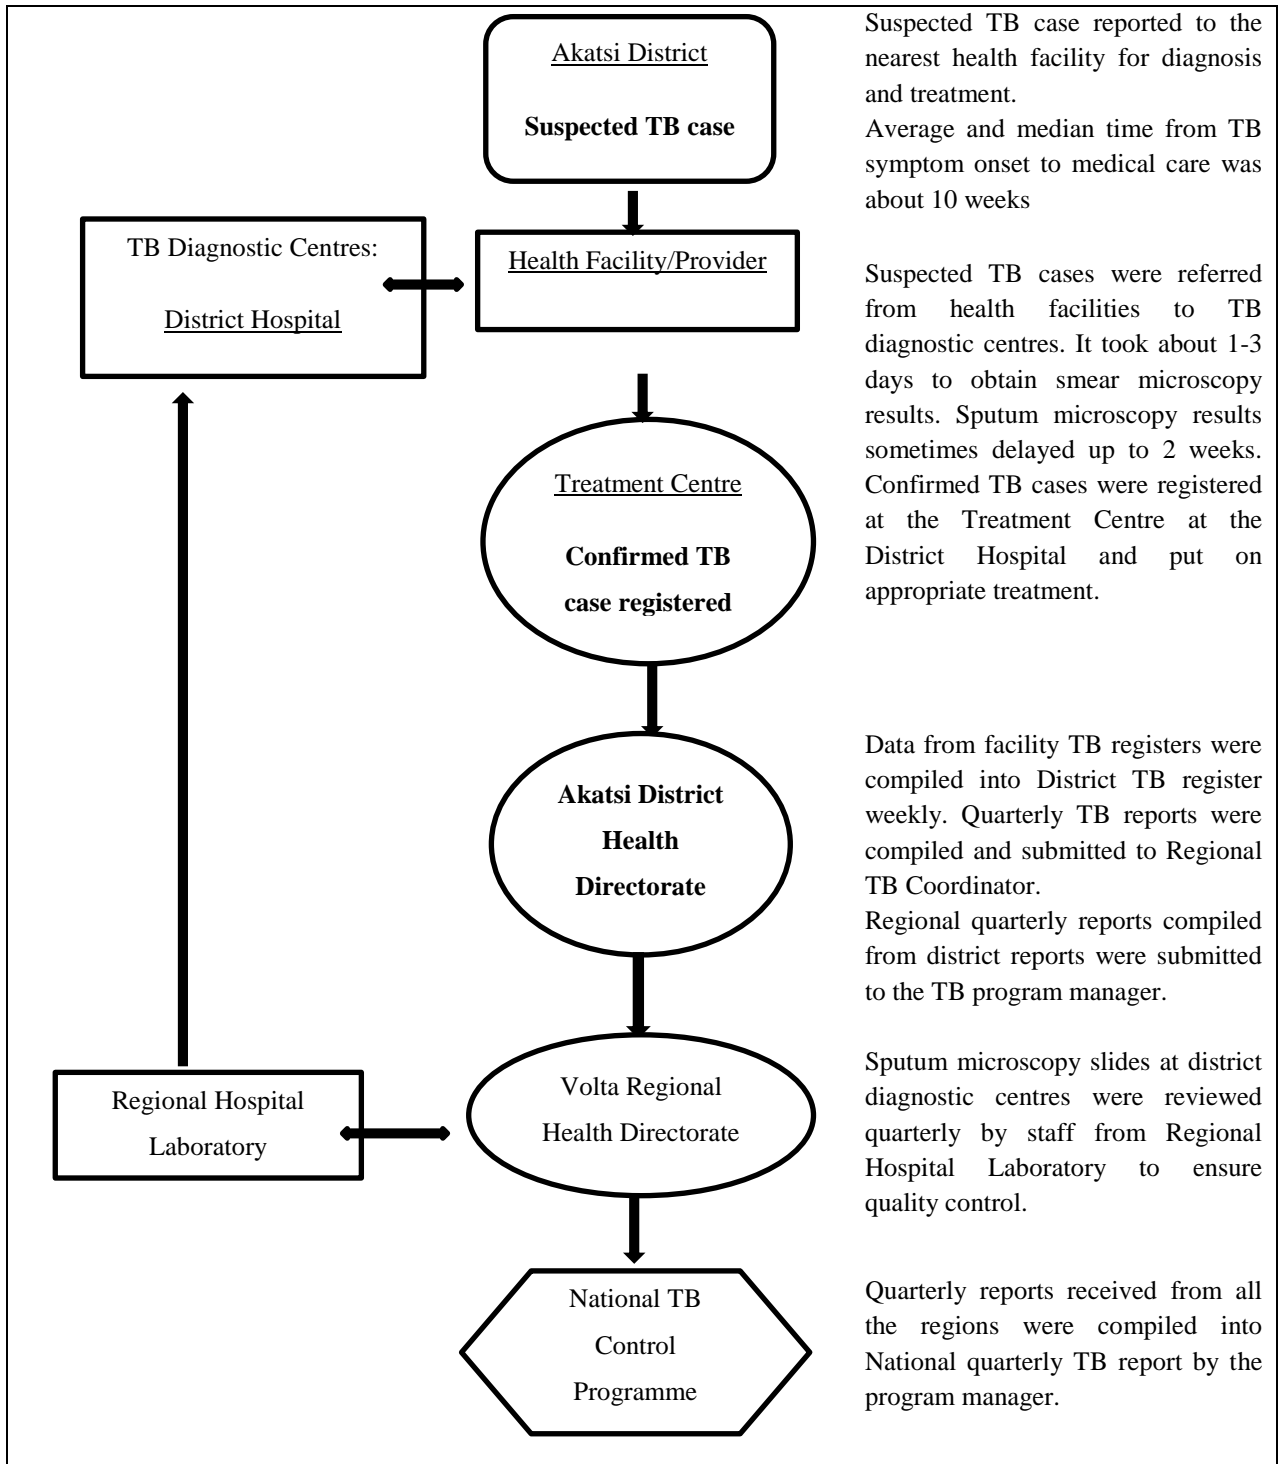 Akatsi District
Suspected TB case
Suspected TB case reported to the
nearest health facility for diagnosis
and treatment.
Average and median time from TB
symptom onset to medical care was
about 10 weeks
TB Diagnostic Centres:
District Hospital
Health Facility/Provider
Suspected TB cases were referred
from health facilities to TB
diagnostic centres. It took about 1-3
days to obtain smear microscopy
results. Sputum microscopy results
sometimes delayed up to 2 weeks.
Confirmed TB cases were registered
at the Treatment Centre at the
District Hospital and put on
appropriate treatment.
Treatment Centre
Confirmed TB
case registered
Akatsi District
Health
Directorate
Data from facility TB registers were
compiled into District TB register
weekly. Quarterly TB reports were
compiled and submitted to Regional
TB Coordinator.
Regional quarterly reports compiled
from district reports were submitted
to the TB program manager.
Regional Hospital
Laboratory
Volta Regional
Health Directorate
Sputum microscopy slides at district
diagnostic centres were reviewed
quarterly by staff from Regional
Hospital Laboratory to ensure
quality control.
National TB
Control
Programme
Quarterly reports received from all
the regions were compiled into
National quarterly TB report by the
program manager.